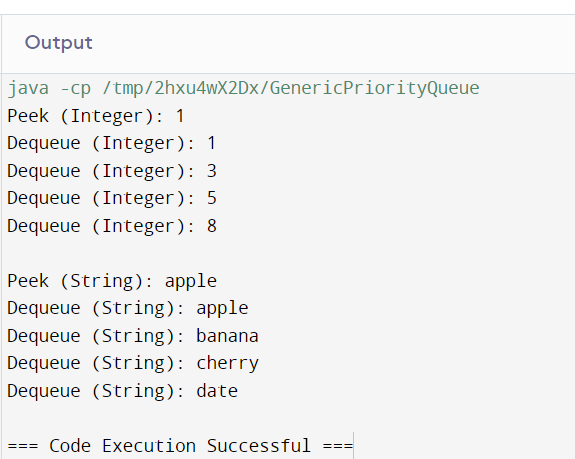 Output
java -cp /tmp/2hxu4wX2Dx/GenericPriorityQueue
Peek (Integer): 1
Dequeue (Integer): 1
Dequeue (Integer): 3
Dequeue (Integer): 5
Dequeue (Integer): 8
Peek (String): apple
Dequeue (String): apple
Dequeue (String): banana
Dequeue (String): cherry
Dequeue (String): date
=== Code Execution Successful ===